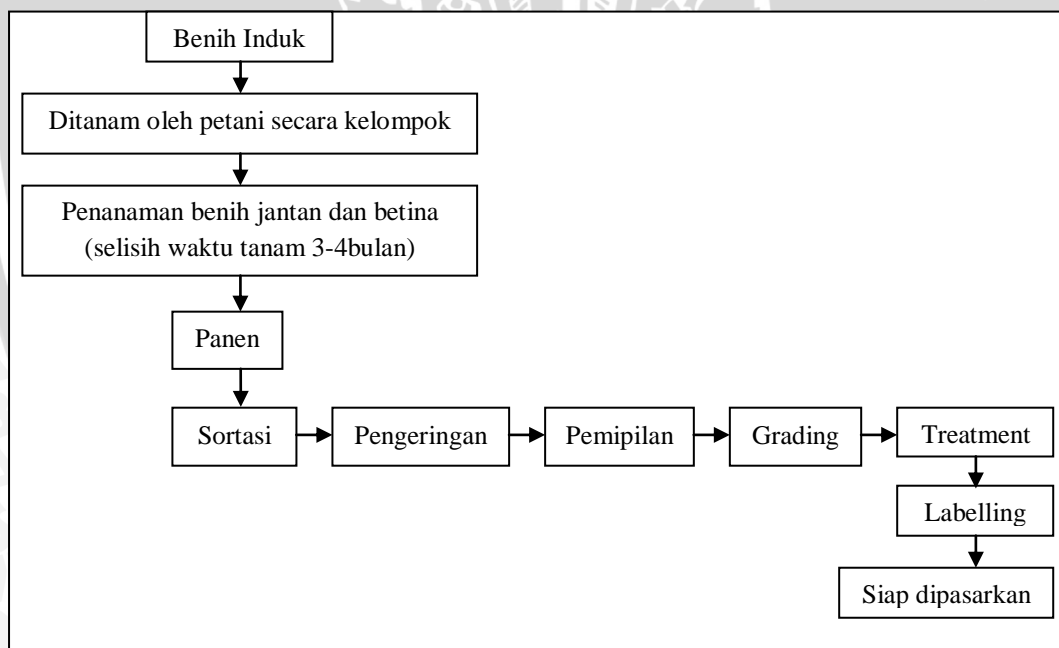 Benih Induk
Ditanam oleh petani secara kelompok
Penanaman benih jantan dan betina
(selisih waktu tanam 3-4bulan)
Panen
Sortasi
Pengeringan
Pemipilan
Grading
Treatment
Labelling
Siap dipasarkan